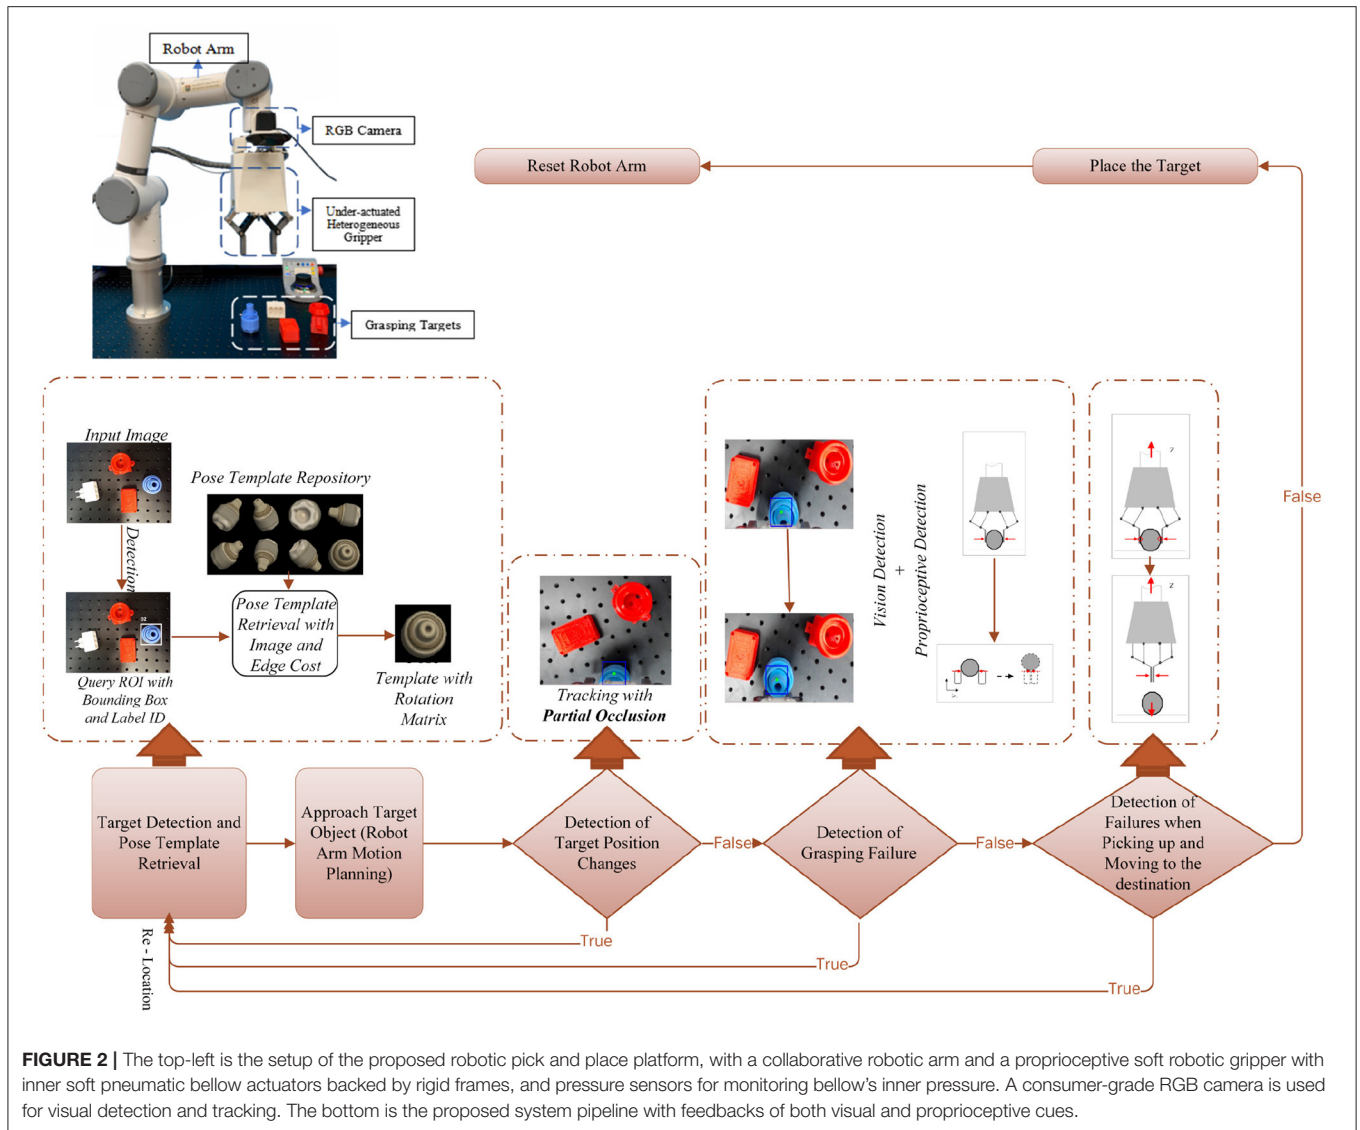 Robot Arm
RGB Camera
Under-actuated
Heterogeneous
Gripper
Grasping Targets
Reset Robot Arm
Place the Target
Input Image
Detection
Pose Template Repository
Pose Template
Retrieval with
Image and
Edge Cost
Query ROI with
Bounding Box
and Label ID
Template with
Rotation
Matrix
Tracking with
Partial Occlusion
Vision Detection
+
Proprioceptive Detection
Z
Z
False
Target Detection and
Pose Template
Retrieval
Approach Target
Object (Robot
Arm Motion
Planning)
Detection of
Target Position
Changes
False
Detection of
Grasping Failure
False
Detection of
Failures when
Picking up and
Moving to the
destination
True
True
True
Re - Location
FIGURE 2 | The top-left is the setup of the proposed robotic pick and place platform, with a collaborative robotic arm and a proprioceptive soft robotic gripper with
inner soft pneumatic bellow actuators backed by rigid frames, and pressure sensors for monitoring bellow's inner pressure. A consumer-grade RGB camera is used
for visual detection and tracking. The bottom is the proposed system pipeline with feedbacks of both visual and proprioceptive cues.